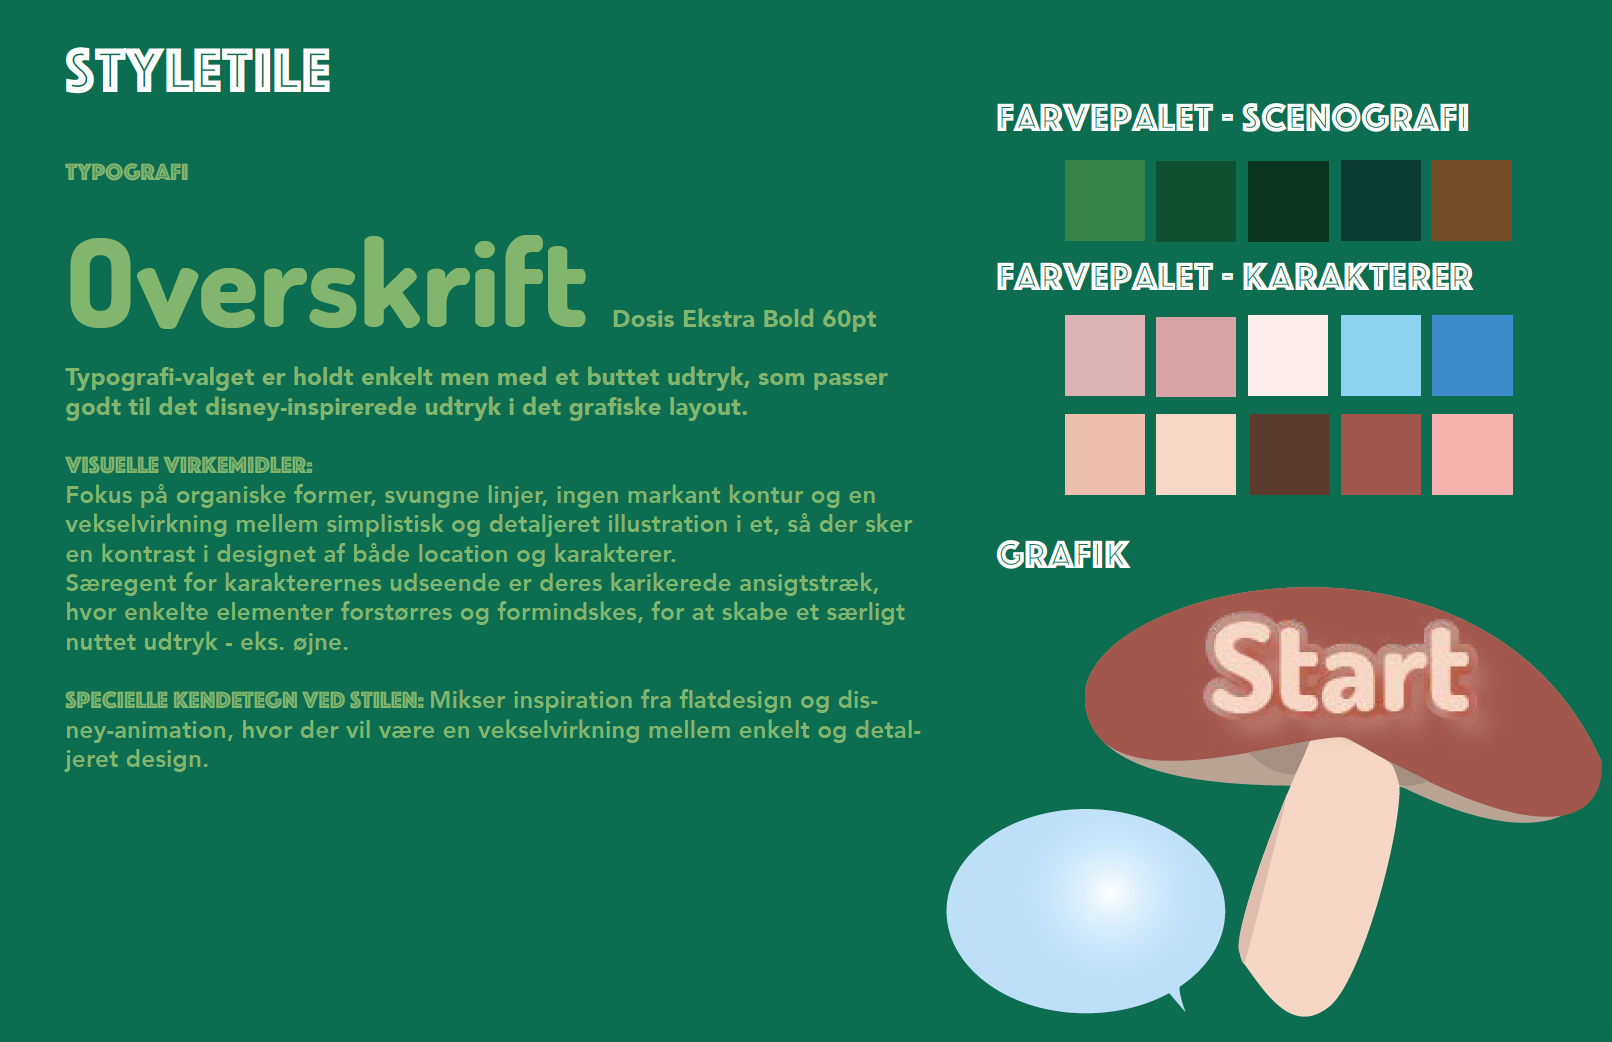 STYLETILE
TYPOGRAFI
Overskrift
Dosis Ekstra Bold 60pt
Typografi-valget er holdt enkelt men med et buttet udtryk, som passer
godt til det disney-inspirerede udtryk i det grafiske layout.
VISUELLE VIRKEMIDLER:
Fokus på organiske former, svungne linjer, ingen markant kontur og en
vekselvirkning mellem simplistisk og detaljeret illustration i et, så der sker
en kontrast i designet af både location og karakterer.
Særegent for karakterernes udseende er deres karikerede ansigtstræk,
hvor enkelte elementer forstørres og formindskes, for at skabe et særligt
nuttet udtryk - eks. øjne.
SPECIELLE KENDETEGN VED STILEN: Mikser inspiration fra flatdesign og dis-
ney-animation, hvor der vil være en vekselvirkning mellem enkelt og detal-
jeret design.
FARVEPALET - SCENOGRAFI
FARVEPALET - KARAKTERER
GRAFIK
Start